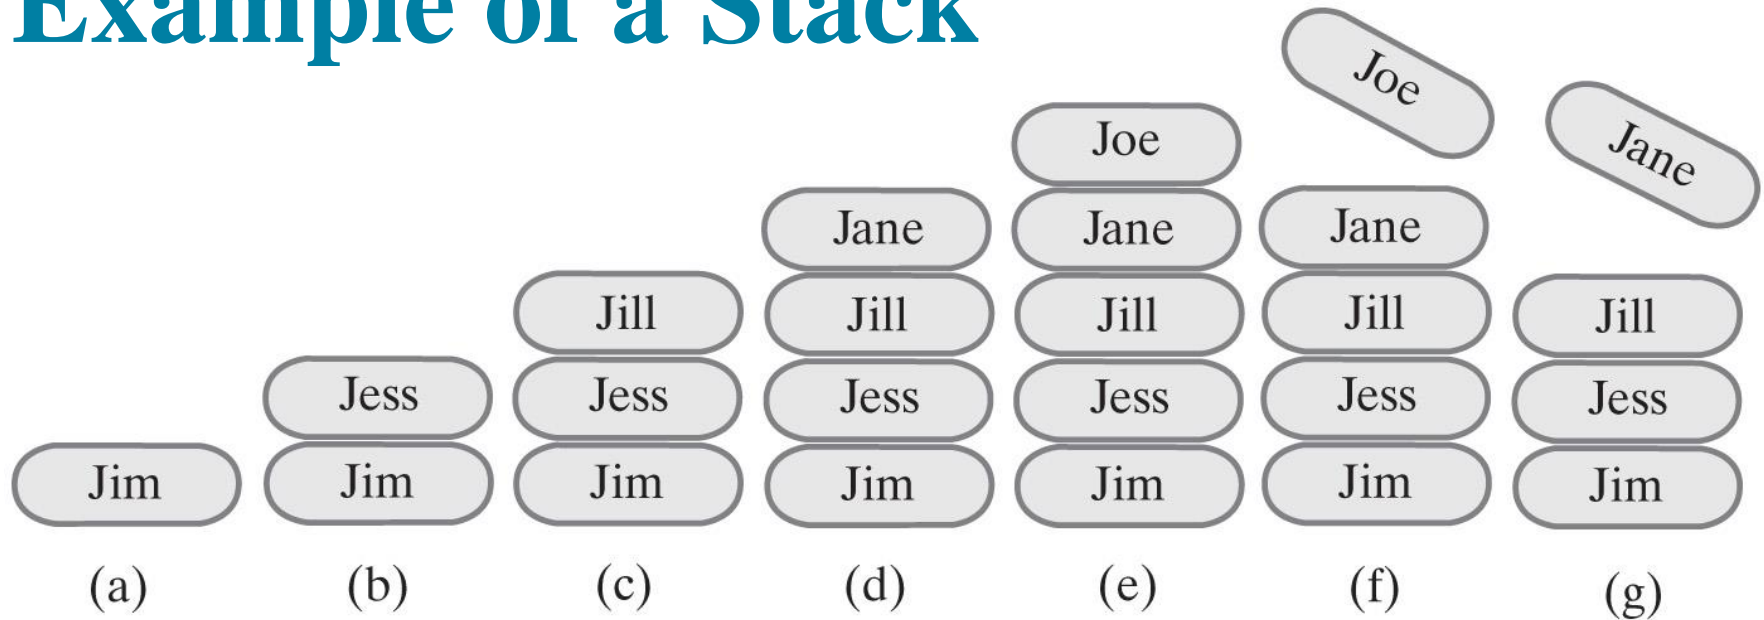 Example of a Stack
Joe
Jane
Joe
Jane Jane Jane
Jill Jill Jill Jill Jill
Jess Jess Jess Jess Jess Jess
Jim Jim Jim Jim Jim Jim Jim
(a) (b) (c) (d) (e) (f) (g)